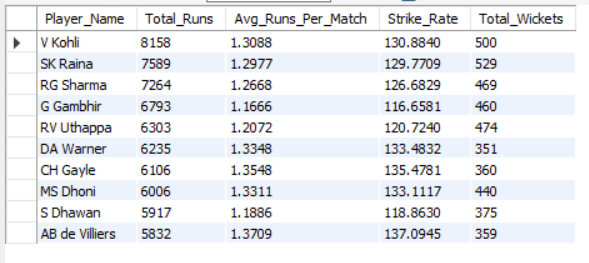 Player_Name Total_Runs Avg_Runs_Per_Match Strike_Rate Total_Wickets
V Kohli 8158 1.3088 130.8840 500
SK Raina 7589 1.2977 129.7709 529
RG Sharma 7264 1.2668 126.6829 469
G Gambhir 6793 1.1666 116.6581 460
RV Uthappa 6303 1.2072 120.7240 474
DA Warner 6235 1.3348 133.4832 351
CH Gayle 6106 1.3548 135.4781 360
MS Dhoni 6006 1.3311 133.1117 440
S Dhawan 5917 1.1886 118.8630 375
AB de Villiers 5832 1.3709 137.0945 359